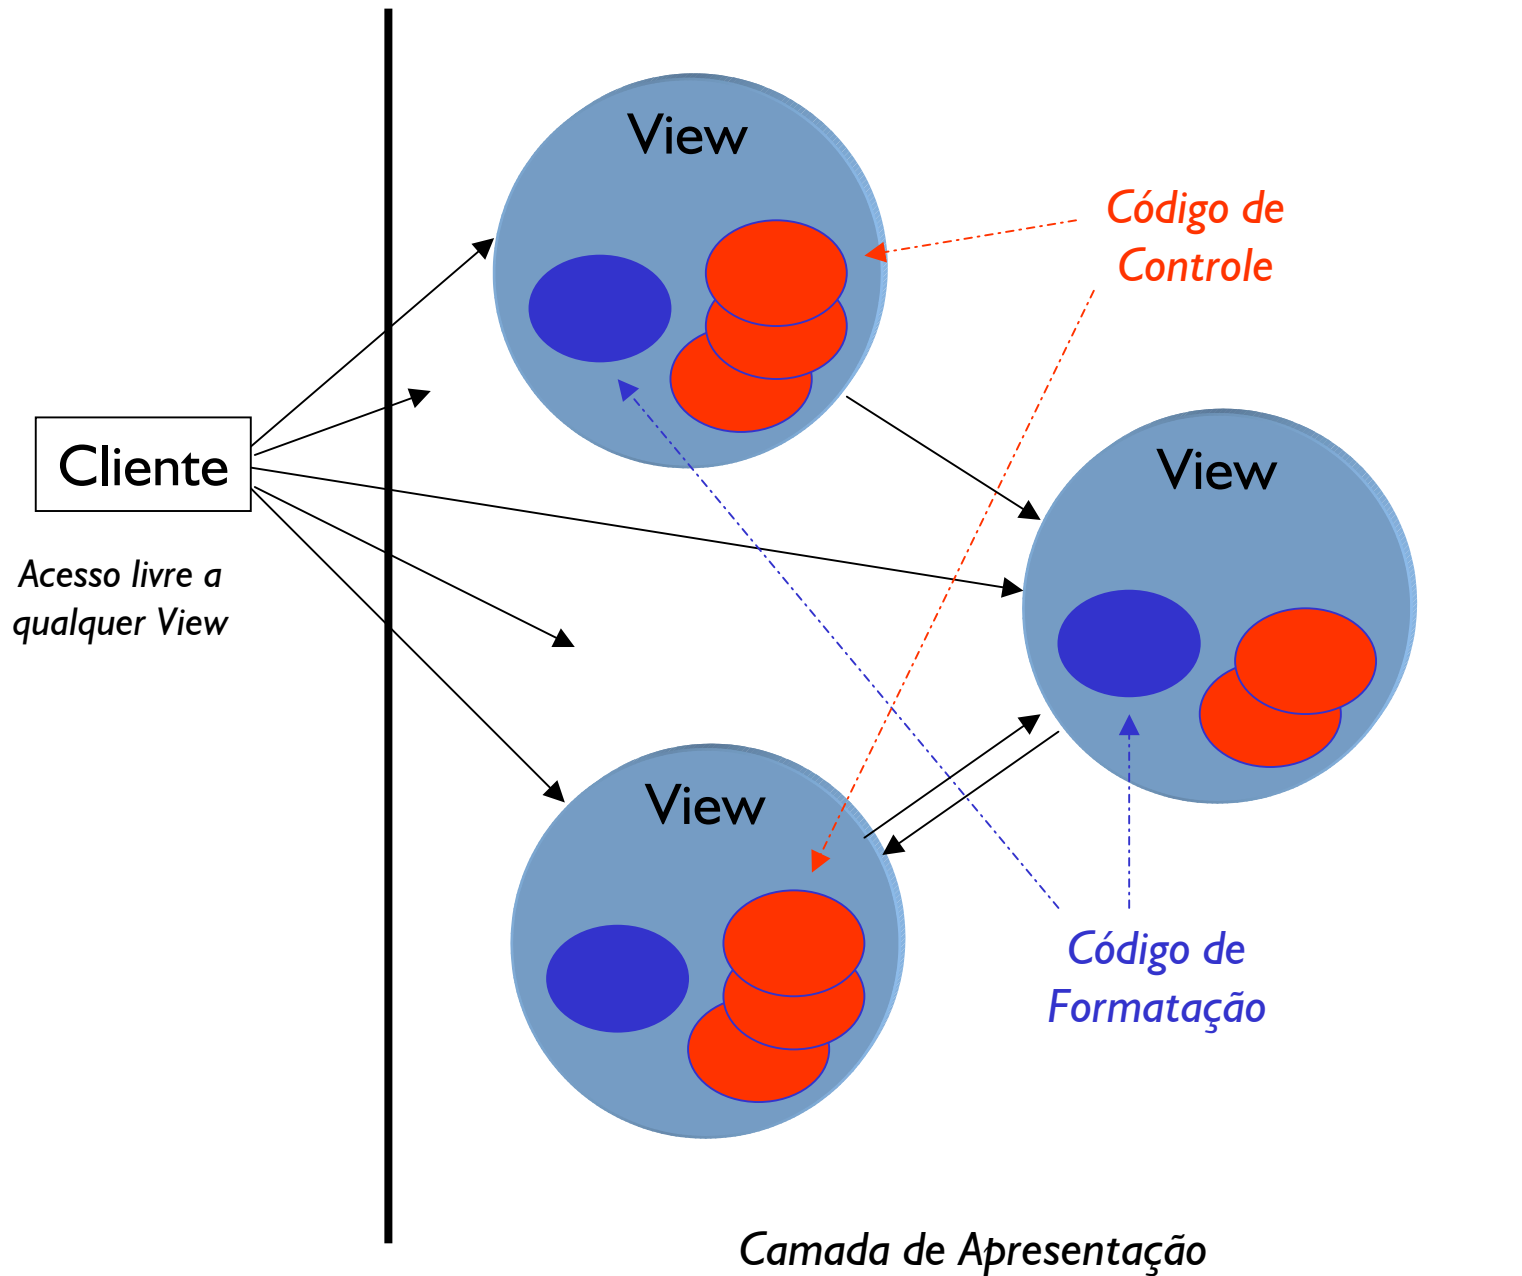 View
Código de
Controle
Cliente
View
Acesso livre a
qualquer View
View
Código de
Formatação
Camada de Apresentação